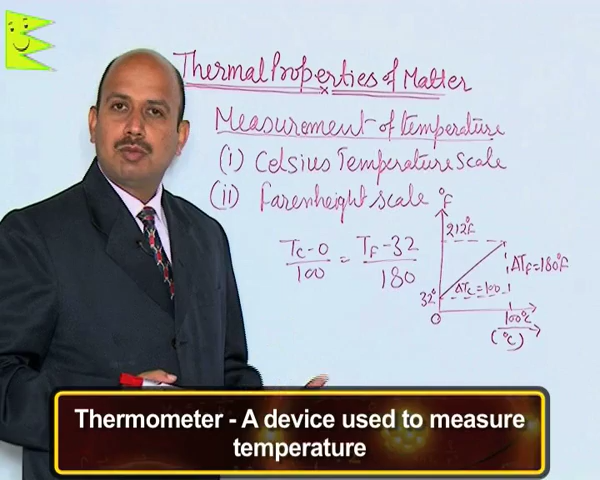 Thermal Properties of Matter
Measurement of temperature
(i) Celsius Temperature Scale
(ii) Farenheight scale
Tc-0/100 = TF-32/180
°F
212°F
ΔTF=180°F
ΔTc=100
32°
0
100°C
(°C)
Thermometer - A device used to measure
temperature